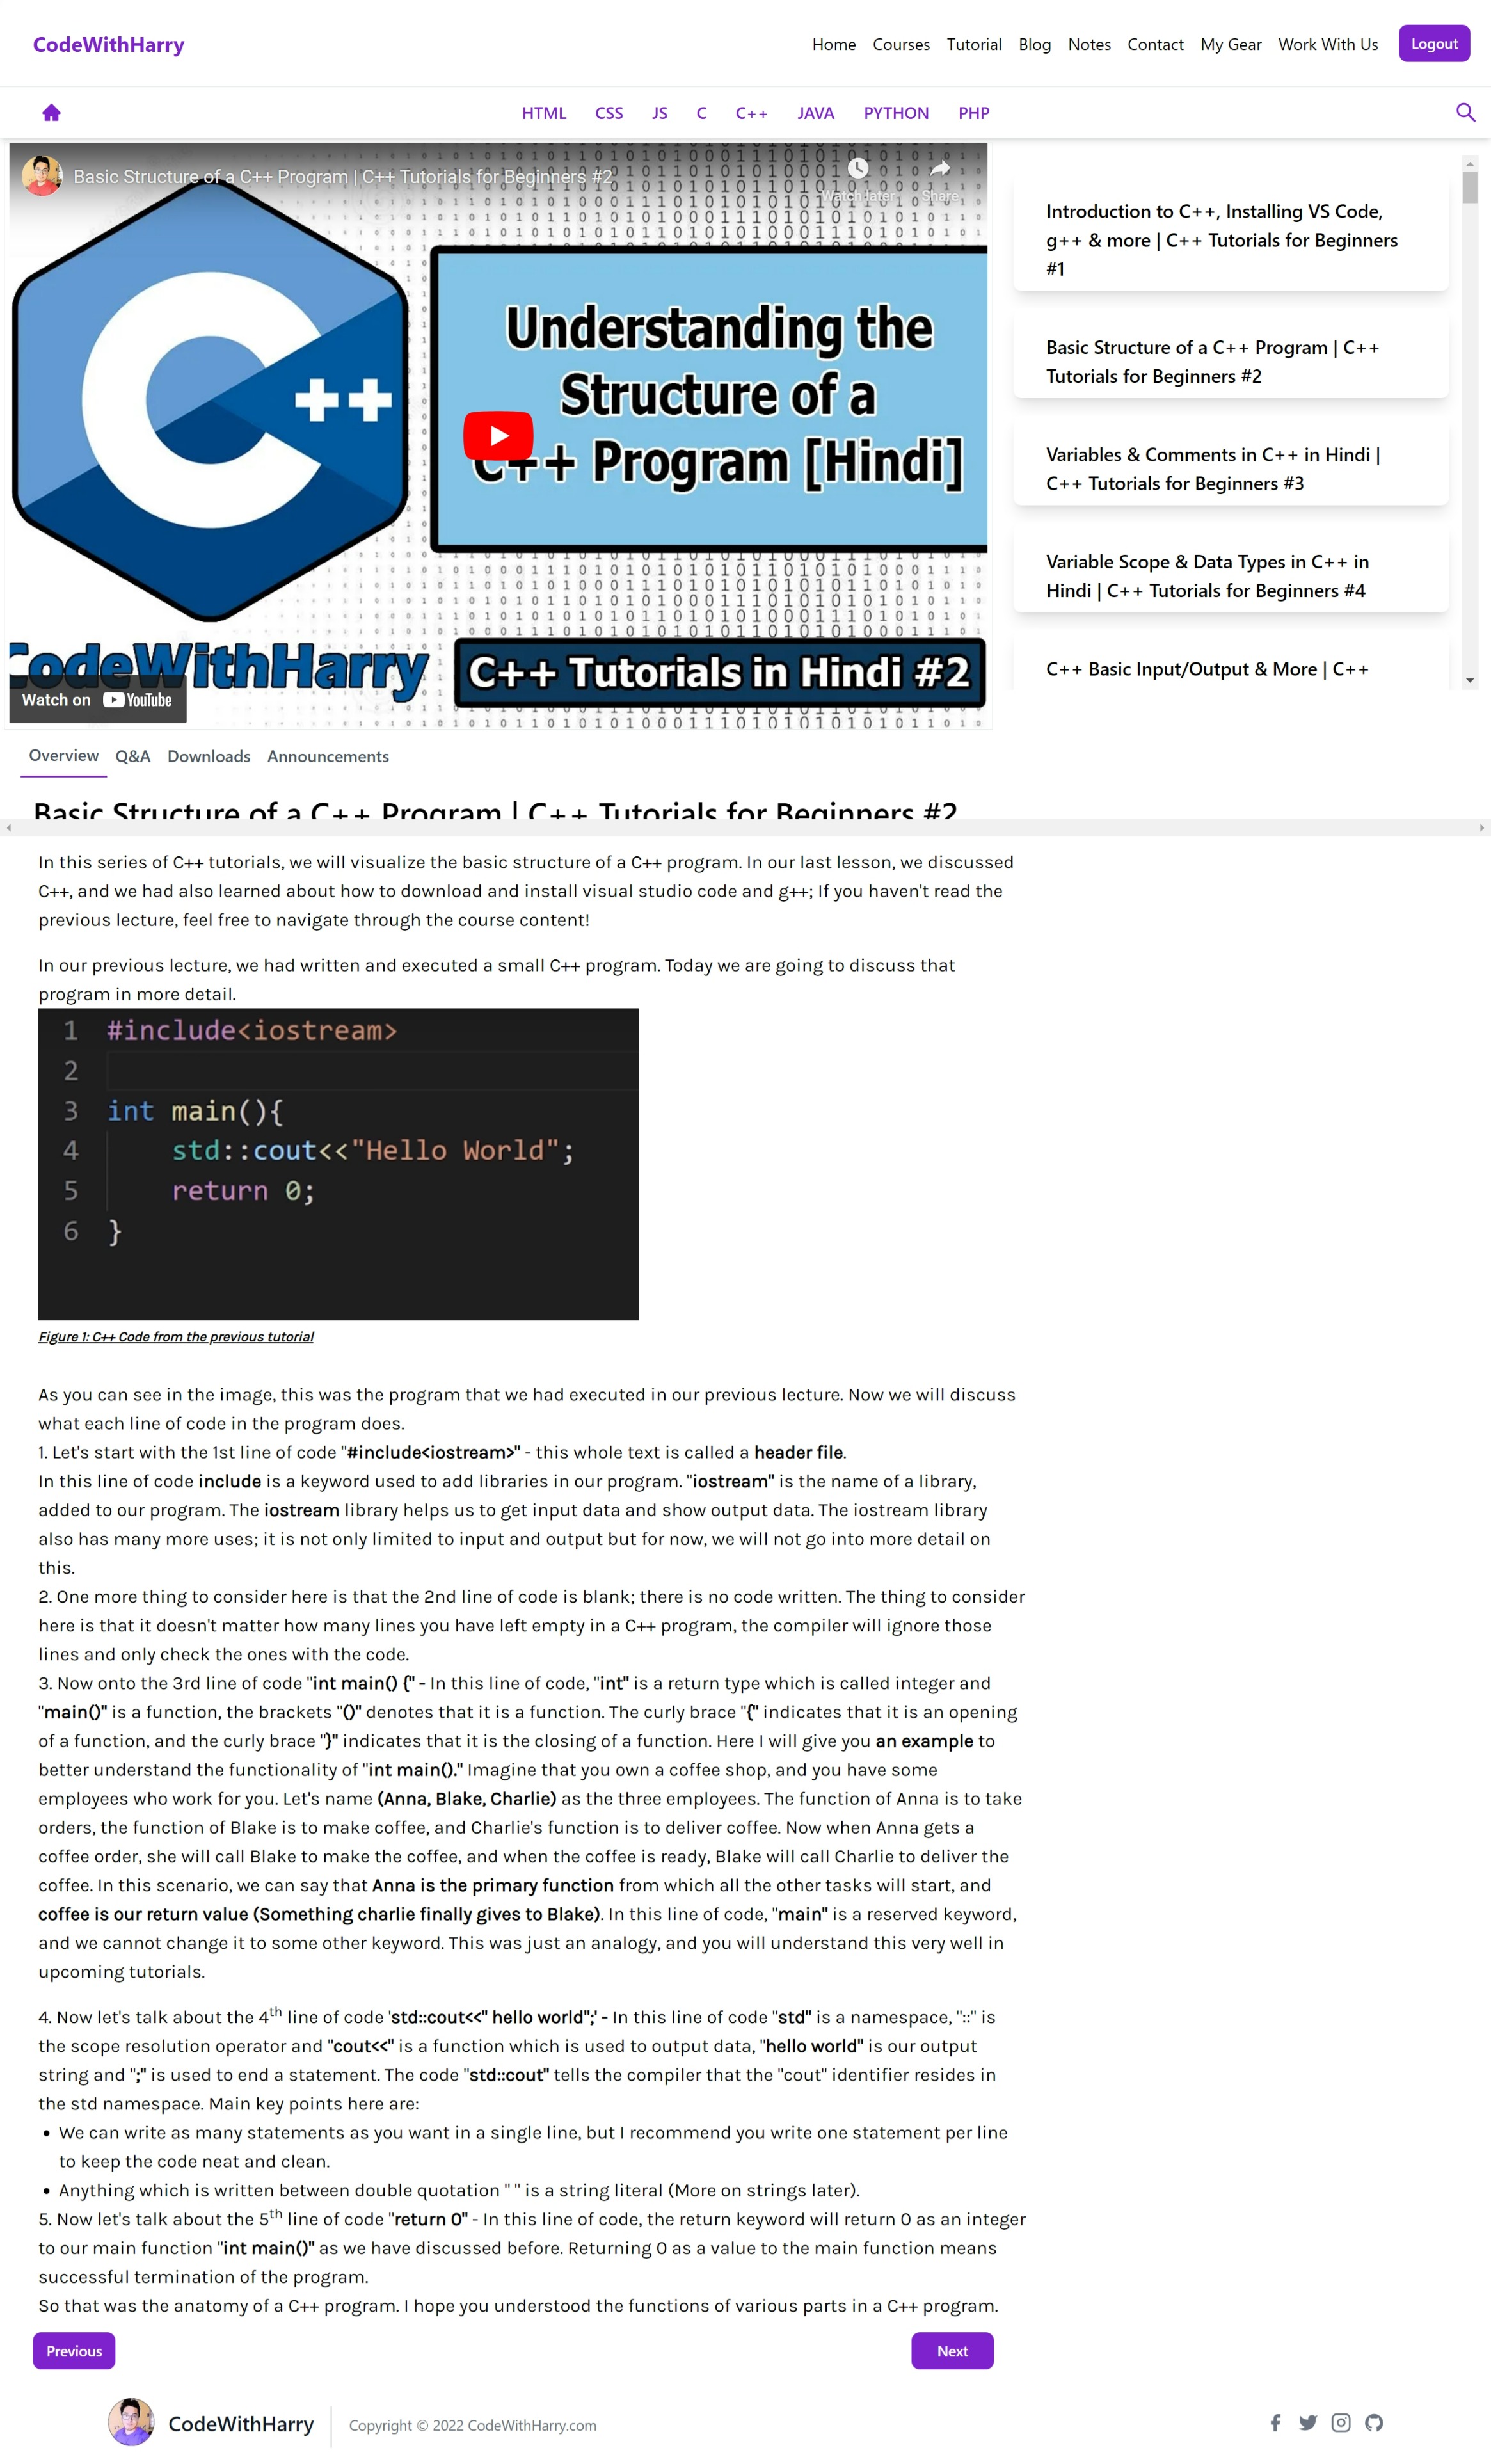 CodeWithHarry
Home Courses Tutorial Blog Notes Contact My Gear Work With Us Logout
HTML CSS JS C C++ JAVA PYTHON PHP
Basic Structure of a C++ Program | C++ Tutorials for Beginners #2
Watch later Share
Understanding the
Structure of a
C++ Program [Hindi]
++
CodeWithHarry
C++ Tutorials in Hindi #2
Watch on YouTube
Introduction to C++, Installing VS Code,
g++ & more | C++ Tutorials for Beginners
#1
Basic Structure of a C++ Program | C++
Tutorials for Beginners #2
Variables & Comments in C++ in Hindi |
C++ Tutorials for Beginners #3
Variable Scope & Data Types in C++ in
Hindi | C++ Tutorials for Beginners #4
C++ Basic Input/Output & More | C++
Overview Q&A Downloads Announcements
Basic Structure of a C++ Program | C++ Tutorials for Beginners #2
In this series of C++ tutorials, we will visualize the basic structure of a C++ program. In our last lesson, we discussed
C++, and we had also learned about how to download and install visual studio code and g++; If you haven't read the
previous lecture, feel free to navigate through the course content!
In our previous lecture, we had written and executed a small C++ program. Today we are going to discuss that
program in more detail.
1 #include<iostream>
2
3 int main(){
4 std::cout<<"Hello World";
5 return 0;
6 }
Figure 1: C++ Code from the previous tutorial
As you can see in the image, this was the program that we had executed in our previous lecture. Now we will discuss
what each line of code in the program does.
1. Let's start with the 1st line of code "#include<iostream>" - this whole text is called a header file.
In this line of code include is a keyword used to add libraries in our program. "iostream" is the name of a library,
added to our program. The iostream library helps us to get input data and show output data. The iostream library
also has many more uses; it is not only limited to input and output but for now, we will not go into more detail on
this.
2. One more thing to consider here is that the 2nd line of code is blank; there is no code written. The thing to consider
here is that it doesn't matter how many lines you have left empty in a C++ program, the compiler will ignore those
lines and only check the ones with the code.
3. Now onto the 3rd line of code "int main() {" - In this line of code, "int" is a return type which is called integer and
"main()" is a function, the brackets "()" denotes that it is a function. The curly brace "{" indicates that it is an opening
of a function, and the curly brace "}" indicates that it is the closing of a function. Here I will give you an example to
better understand the functionality of "int main()." Imagine that you own a coffee shop, and you have some
employees who work for you. Let's name (Anna, Blake, Charlie) as the three employees. The function of Anna is to take
orders, the function of Blake is to make coffee, and Charlie's function is to deliver coffee. Now when Anna gets a
coffee order, she will call Blake to make the coffee, and when the coffee is ready, Blake will call Charlie to deliver the
coffee. In this scenario, we can say that Anna is the primary function from which all the other tasks will start, and
coffee is our return value (Something charlie finally gives to Blake). In this line of code, "main" is a reserved keyword,
and we cannot change it to some other keyword. This was just an analogy, and you will understand this very well in
upcoming tutorials.
4. Now let's talk about the 4th line of code 'std::cout<<" hello world";' - In this line of code "std" is a namespace, "::" is
the scope resolution operator and "cout<<" is a function which is used to output data, "hello world" is our output
string and ";" is used to end a statement. The code "std::cout" tells the compiler that the "cout" identifier resides in
the std namespace. Main key points here are:
• We can write as many statements as you want in a single line, but I recommend you write one statement per line
to keep the code neat and clean.
• Anything which is written between double quotation " " is a string literal (More on strings later).
5. Now let's talk about the 5th line of code "return 0" - In this line of code, the return keyword will return 0 as an integer
to our main function "int main()" as we have discussed before. Returning 0 as a value to the main function means
successful termination of the program.
So that was the anatomy of a C++ program. I hope you understood the functions of various parts in a C++ program.
Previous Next
CodeWithHarry Copyright © 2022 CodeWithHarry.com